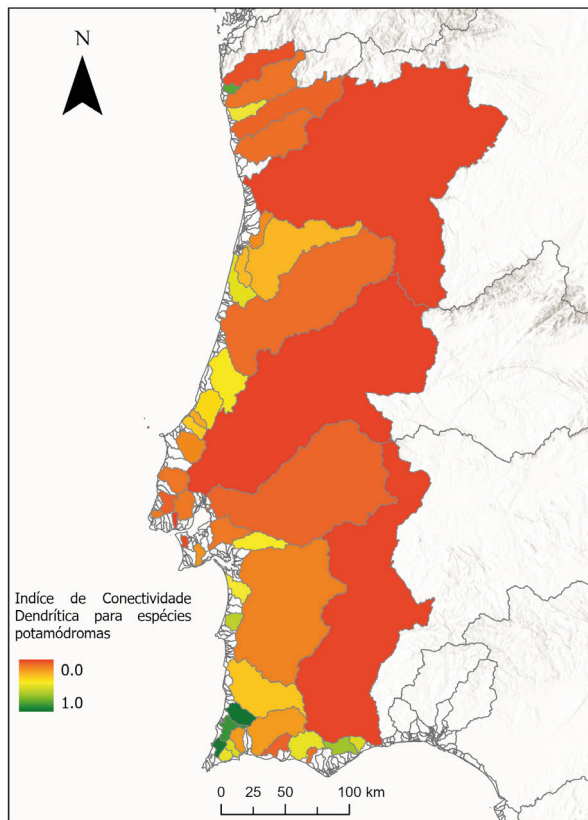 N
Indíce de Conectividade
Dendrítica para espécies
potamódromas
0.0
1.0
0 25 50 100 km